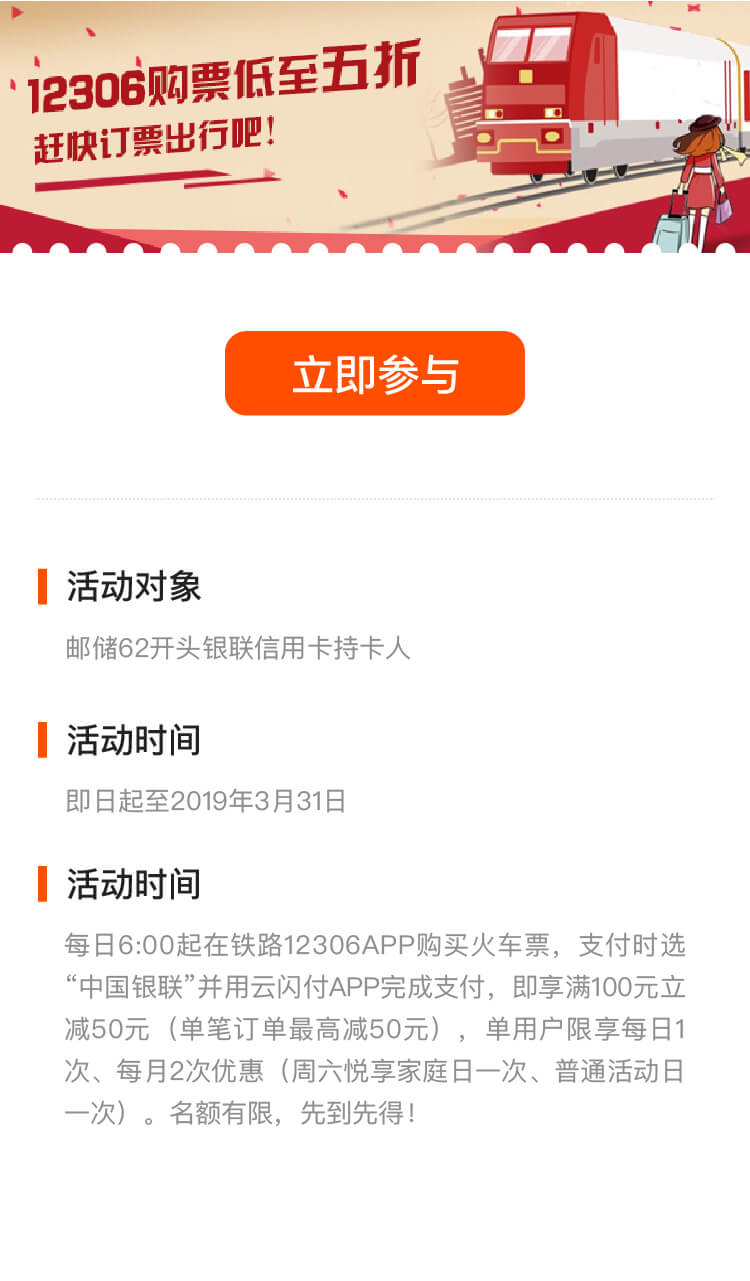 12306购票低至五折
赶快订票出行吧！
立即参与
活动对象
邮储62开头银联信用卡持卡人
活动时间
即日起至2019年3月31日
活动时间
每日6:00起在铁路12306APP购买火车票，支付时选
“中国银联”并用云闪付APP完成支付，即享满100元立
减50元（单笔订单最高减50元），单用户限享每日1
次、每月2次优惠（周六悦享家庭日一次、普通活动日
一次）。名额有限，先到先得！